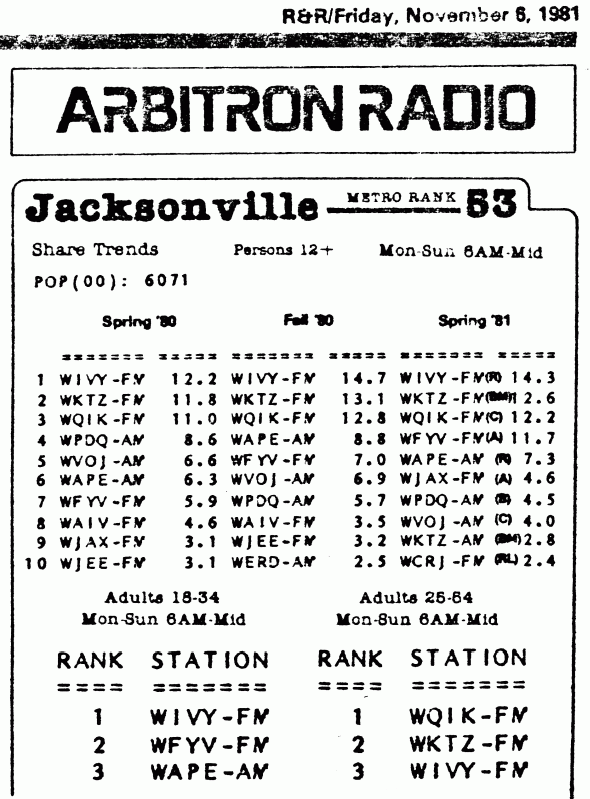 R&R/Friday, November 6, 1981
ARBITRON RADIO
Jacksonville METRO RANK 53
Share Trends Persons 12+ Mon-Sun 6AM-Mid
POP(00): 6071
Spring '80 Fall '80 Spring '81
======= ===== ======= ===== ======= =====
1 WIVY-FM 12.2 WIVY-FM 14.7 WIVY-FM(R) 14.3
2 WKTZ-FM 11.8 WKTZ-FM 13.1 WKTZ-FM(BM)12.6
3 WQIK-FM 11.0 WQIK-FM 12.8 WQIK-FM(C) 12.2
4 WPDQ-AM 8.6 WAPE-AM 8.8 WFYV-FM(A) 11.7
5 WVOJ-AM 6.6 WFYV-FM 7.0 WAPE-AM (R) 7.3
6 WAPE-AM 6.3 WVOJ-AM 6.9 WJAX-FM (A) 4.6
7 WFYV-FM 5.9 WPDQ-AM 5.7 WPDQ-AM (B) 4.5
8 WAIV-FM 4.6 WAIV-FM 3.5 WVOJ-AM (C) 4.0
9 WJAX-FM 3.1 WJEE-FM 3.2 WKTZ-AM (BM)2.8
10 WJEE-FM 3.1 WERD-AM 2.5 WCRJ-FM (RL)2.4
Adults 18-34 Adults 25-54
Mon-Sun 6AM-Mid Mon-Sun 6AM-Mid
RANK STATION RANK STATION
==== ======= ==== =======
1 WIVY-FM 1 WQIK-FM
2 WFYV-FM 2 WKTZ-FM
3 WAPE-AM 3 WIVY-FM